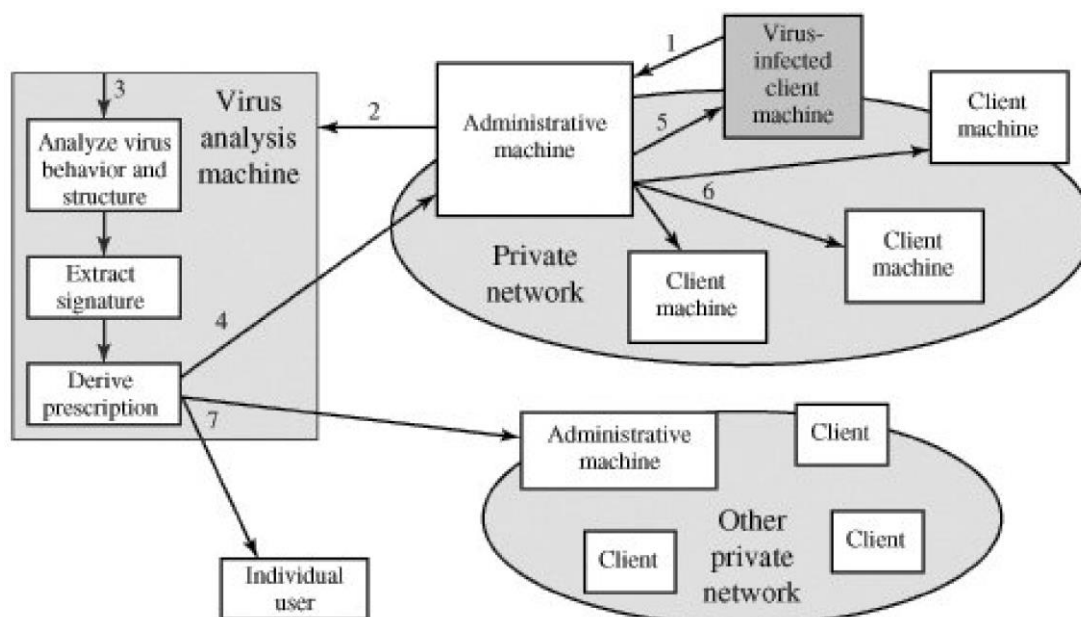 1
Virus-
infected
client
machine
3
Virus
analysis
machine
2
Administrative
machine
5
Client
machine
Analyze virus
behavior and
structure
6
Client
machine
Private
network
Client
machine
Extract
signature
4
Derive
prescription
7
Administrative
machine
Client
Other
private
network
Client
Client
Individual
user